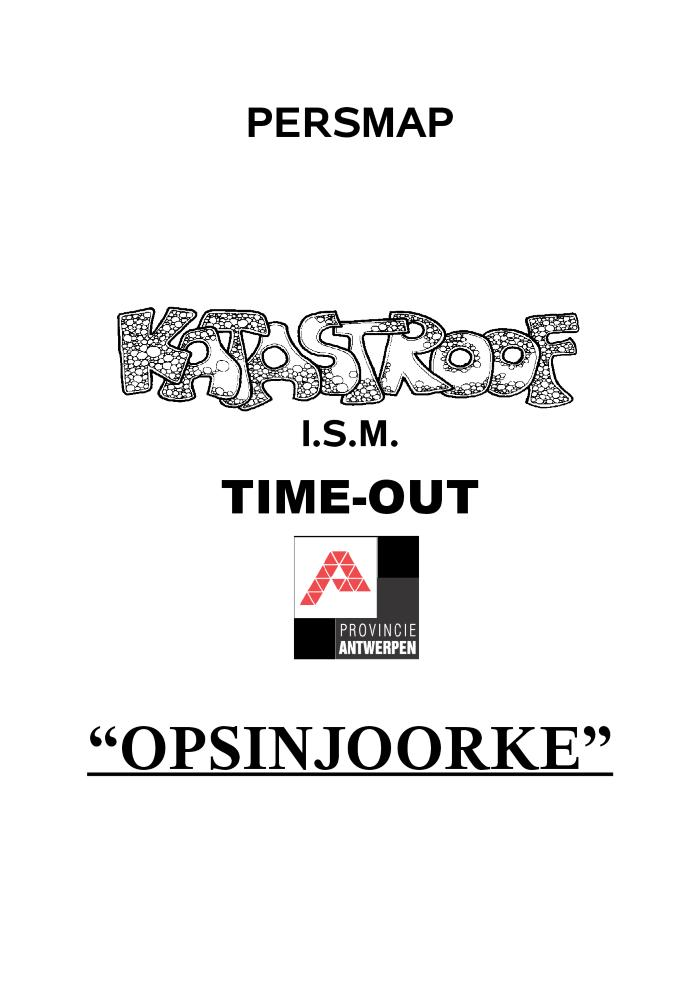 PERSMAP
KATASTROOF
I.S.M.
TIME-OUT
PROVINCIE
ANTWERPEN
“OPSINJOORKE”